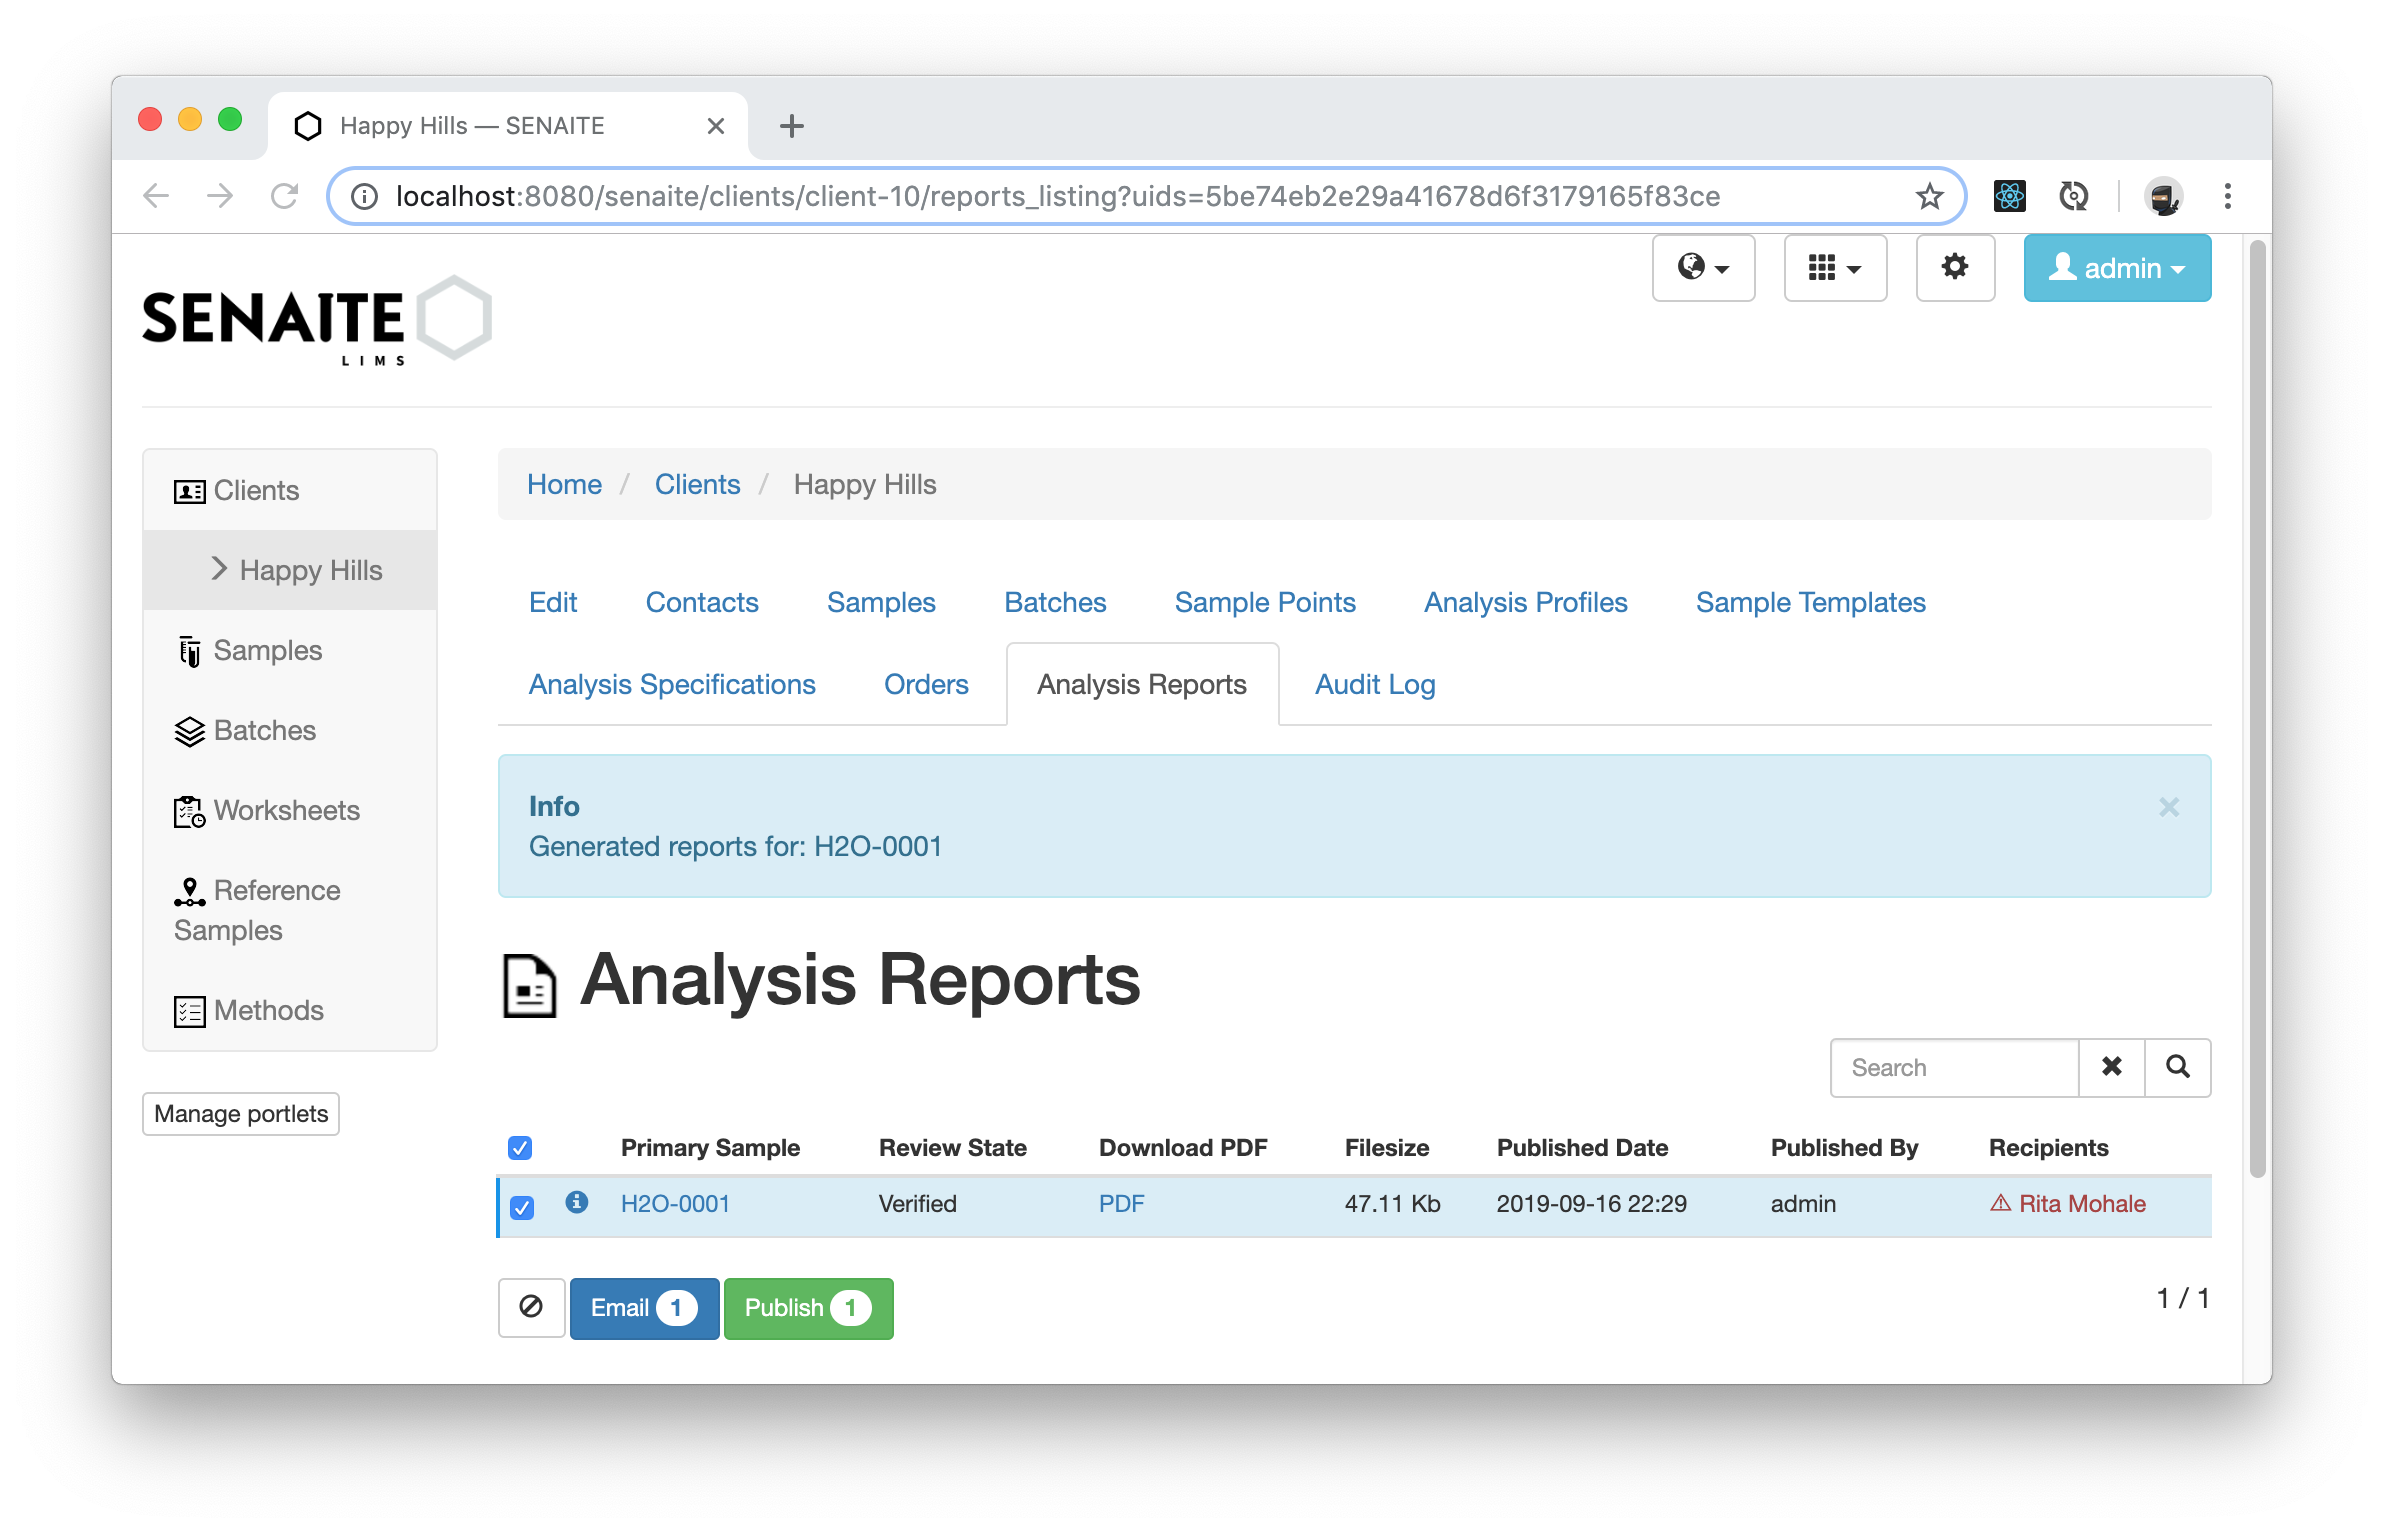 Happy Hills — SENAITE
localhost:8080/senaite/clients/client-10/reports_listing?uids=5be74eb2e29a41678d6f3179165f83ce
admin
SENAITE
LIMS
Clients
Happy Hills
Samples
Batches
Worksheets
Reference
Samples
Methods
Manage portlets
Home / Clients / Happy Hills
Edit Contacts Samples Batches Sample Points Analysis Profiles Sample Templates
Analysis Specifications Orders Analysis Reports Audit Log
Info
Generated reports for: H2O-0001
Analysis Reports
Search
Primary Sample Review State Download PDF Filesize Published Date Published By Recipients
H2O-0001 Verified PDF 47.11 Kb 2019-09-16 22:29 admin Rita Mohale
Email 1 Publish 1
1 / 1